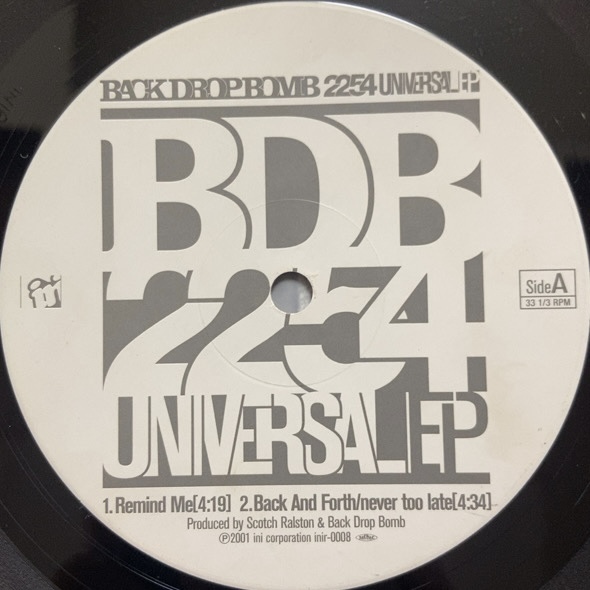 BACK DROP BOMB 2254 UNIVERSAL EP
BDB
2254
UNIVERSAL EP
Side A
33 1/3 RPM
1.Remind Me[4:19] 2.Back And Forth/never too late[4:34]
Produced by Scotch Ralston & Back Drop Bomb
℗2001 ini corporation inir-0008